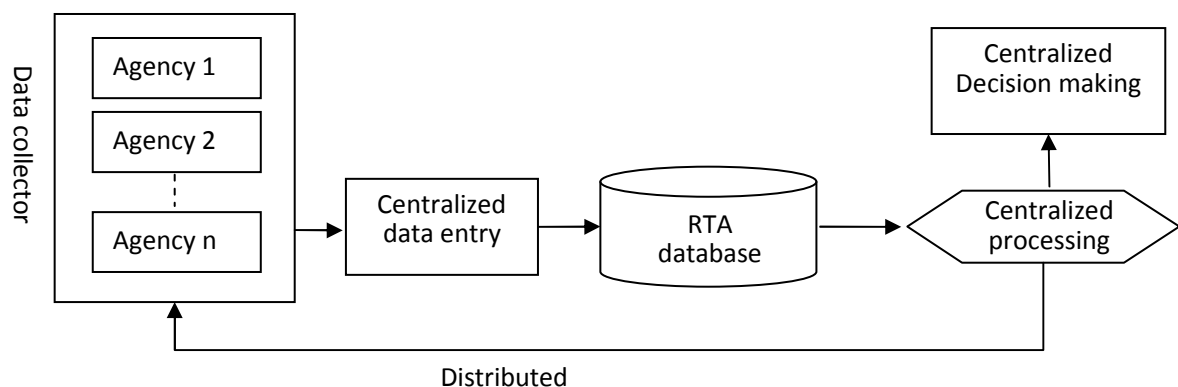 Data collector
Agency 1
Agency 2
Agency n
Centralized
data entry
RTA
database
Centralized
processing
Centralized
Decision making
Distributed